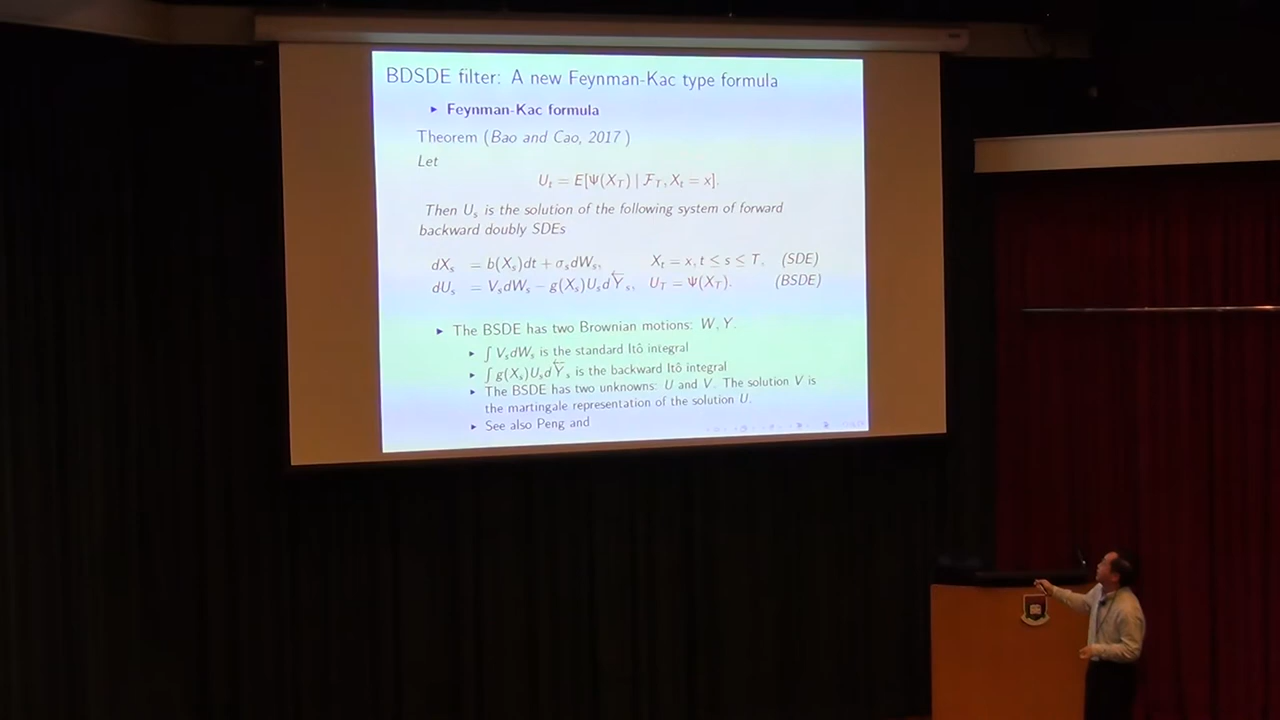 BDSDE filter: A new Feynman-Kac type formula
▸ Feynman-Kac formula
Theorem (Bao and Cao, 2017)
Let
U_t = E[Ψ(X_T) | F_T, X_t = x].
Then U_s is the solution of the following system of forward
backward doubly SDEs
dX_s = b(X_s)dt + σ_s dW_s, X_t = x, t ≤ s ≤ T, (SDE)
dU_s = V_s dW_s − g(X_s)U_s dY⃖_s, U_T = Ψ(X_T). (BSDE)
▸ The BSDE has two Brownian motions: W, Y.
▸ ∫ V_s dW_s is the standard Itô integral
▸ ∫ g(X_s)U_s dY⃖_s is the backward Itô integral
▸ The BSDE has two unknowns: U and V. The solution V is
the martingale representation of the solution U.
▸ See also Peng and